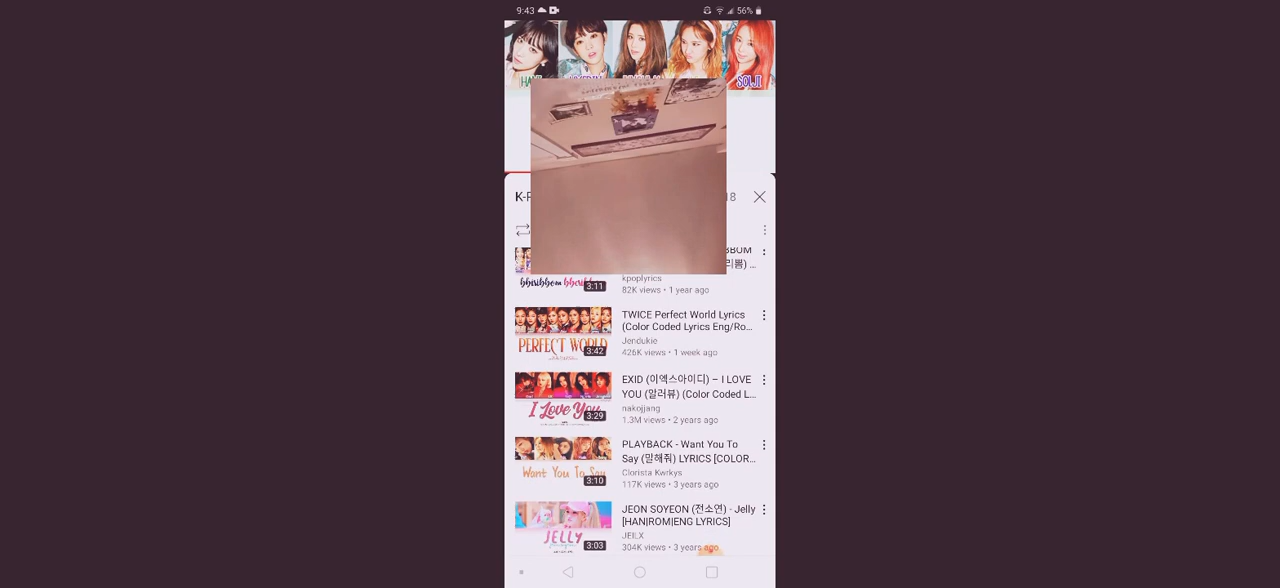 9:43
56%
SOLJI
K-P
18
BBOM
리뽐) ...
bbiribbom bbaribbom
3:11
kpoplyrics
82K views • 1 year ago
PERFECT WORLD
3:42
TWICE Perfect World Lyrics
(Color Coded Lyrics Eng/Ro...
Jendukie
426K views • 1 week ago
I Love You
3:29
EXID (이엑스아이디) – I LOVE
YOU (알러뷰) (Color Coded L...
nakojjang
1.3M views • 2 years ago
Want You To Say
3:10
PLAYBACK - Want You To
Say (말해줘) LYRICS [COLOR...
Clorista Kwrkys
117K views • 3 years ago
JELLY
3:03
JEON SOYEON (전소연) - Jelly
[HAN|ROM|ENG LYRICS]
JEILX
304K views • 3 years ago